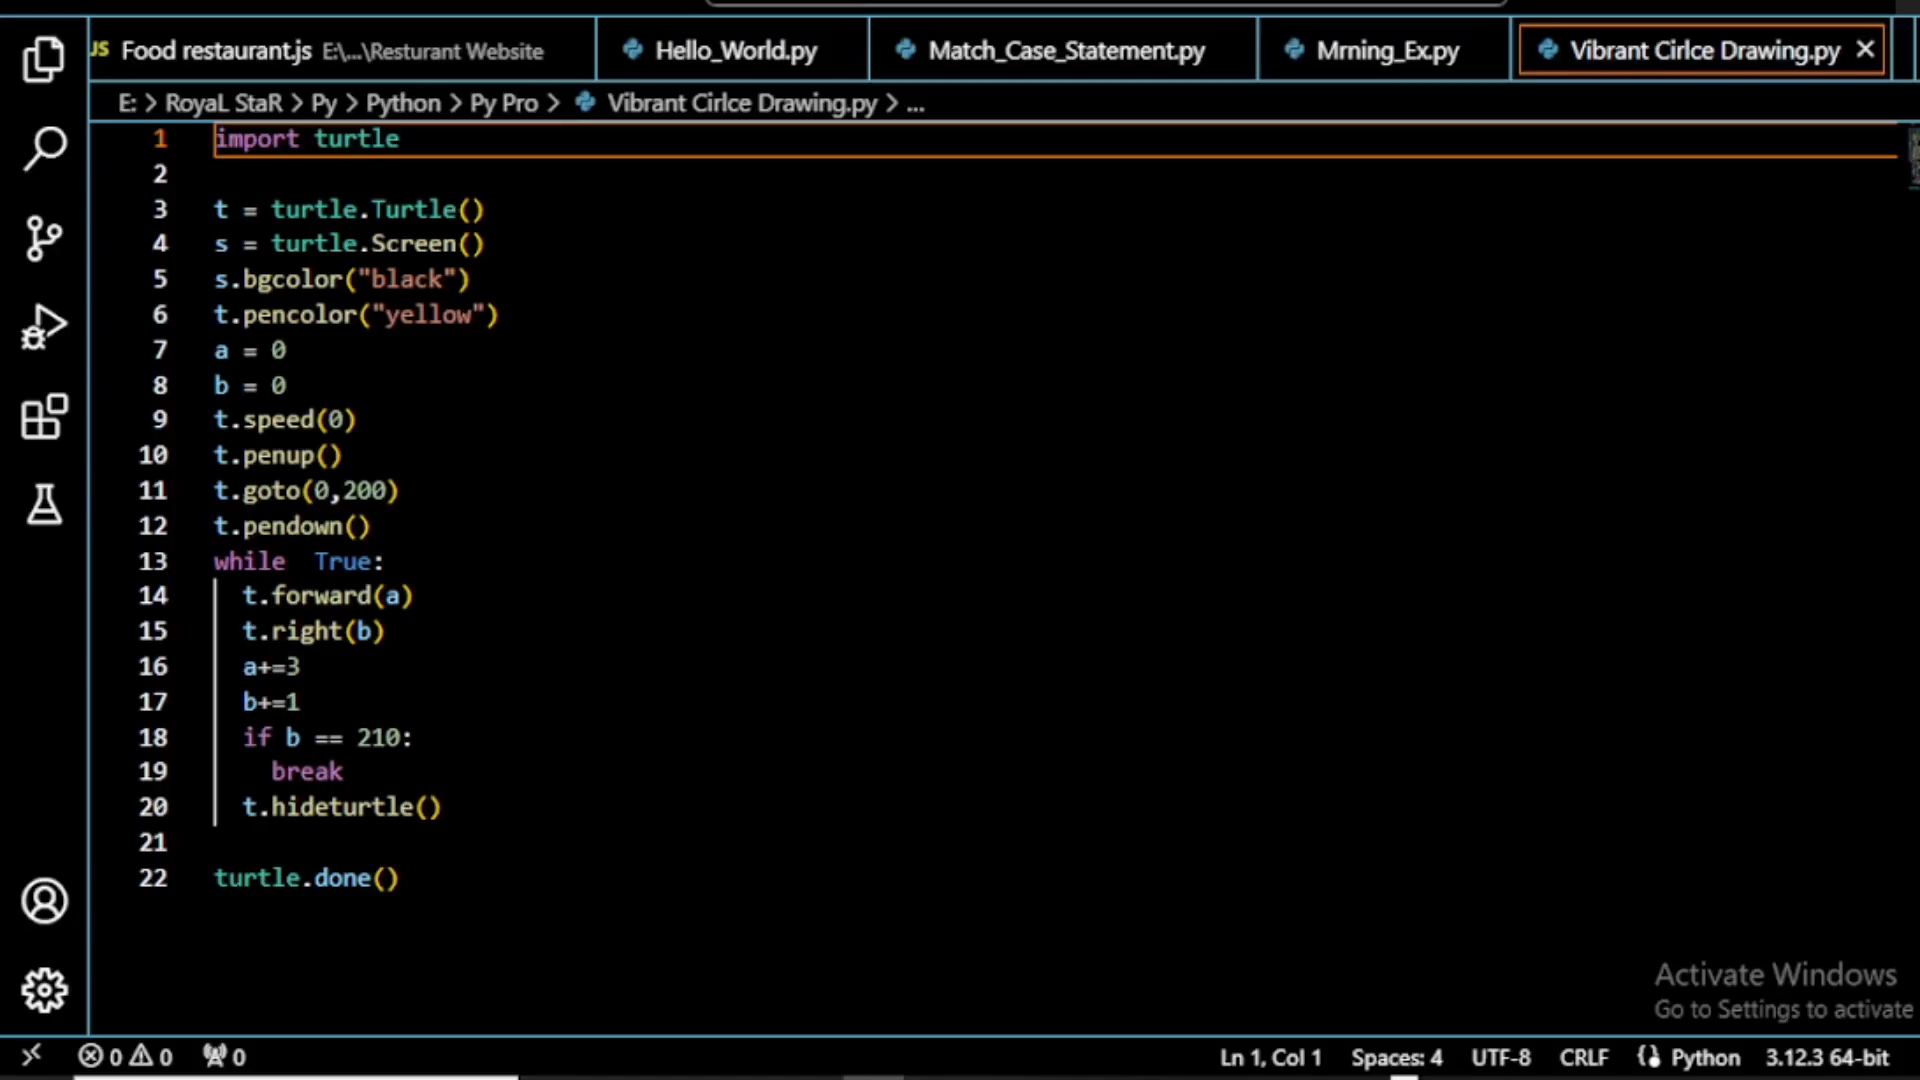 JS Food restaurant.js E:\...\Resturant Website Hello_World.py Match_Case_Statement.py Mrning_Ex.py Vibrant Cirlce Drawing.py
E: > RoyaL StaR > Py > Python > Py Pro > Vibrant Cirlce Drawing.py > ...
1 import turtle
2
3 t = turtle.Turtle()
4 s = turtle.Screen()
5 s.bgcolor("black")
6 t.pencolor("yellow")
7 a = 0
8 b = 0
9 t.speed(0)
10 t.penup()
11 t.goto(0,200)
12 t.pendown()
13 while  True:
14   t.forward(a)
15   t.right(b)
16   a+=3
17   b+=1
18   if b == 210:
19     break
20   t.hideturtle()
21
22 turtle.done()
Activate Windows
Go to Settings to activate
0 0 0 Ln 1, Col 1 Spaces: 4 UTF-8 CRLF Python 3.12.3 64-bit